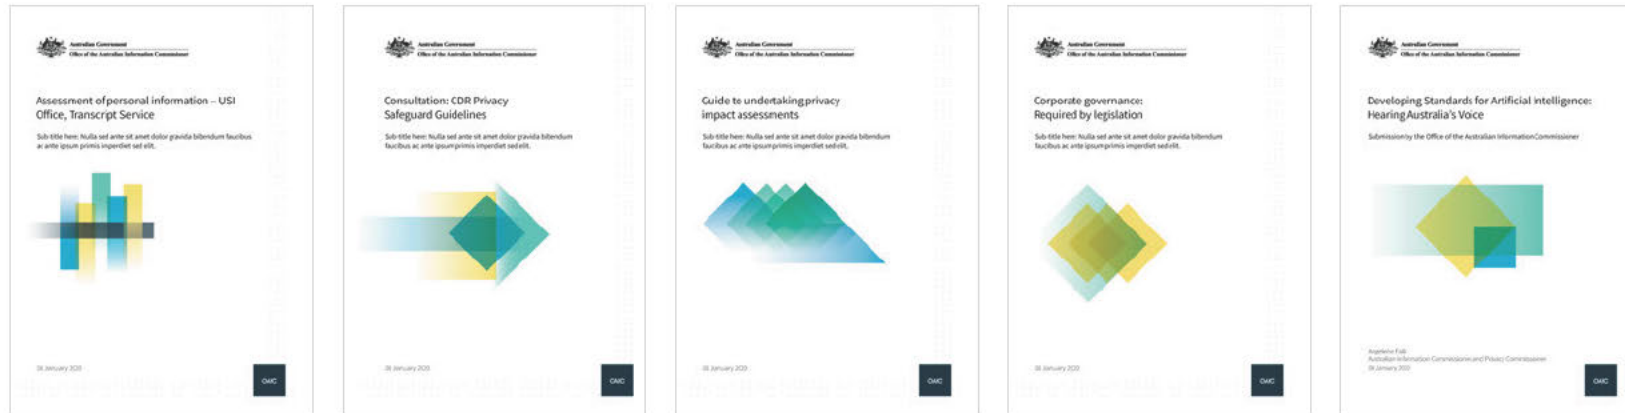 Australian Government
Office of the Australian Information Commissioner
Assessment of personal information – USI
Office, Transcript Service
Sub-title here: Nulla sed ante sit amet dolor gravida bibendum faucibus
ac ante ipsum primis imperdiet sed elit.
OAIC
Australian Government
Office of the Australian Information Commissioner
Consultation: CDR Privacy
Safeguard Guidelines
Sub-title here: Nulla sed ante sit amet dolor gravida bibendum
faucibus ac ante ipsum primis imperdiet sed elit.
OAIC
Australian Government
Office of the Australian Information Commissioner
Guide to undertaking privacy
impact assessments
Sub-title here: Nulla sed ante sit amet dolor gravida bibendum
faucibus ac ante ipsum primis imperdiet sed elit.
OAIC
Australian Government
Office of the Australian Information Commissioner
Corporate governance:
Required by legislation
Sub-title here: Nulla sed ante sit amet dolor gravida bibendum
faucibus ac ante ipsum primis imperdiet sed elit.
OAIC
Australian Government
Office of the Australian Information Commissioner
Developing Standards for Artificial intelligence:
Hearing Australia's Voice
Submission by the Office of the Australian Information Commissioner
Australian Information Commissioner and Privacy Commissioner
OAIC